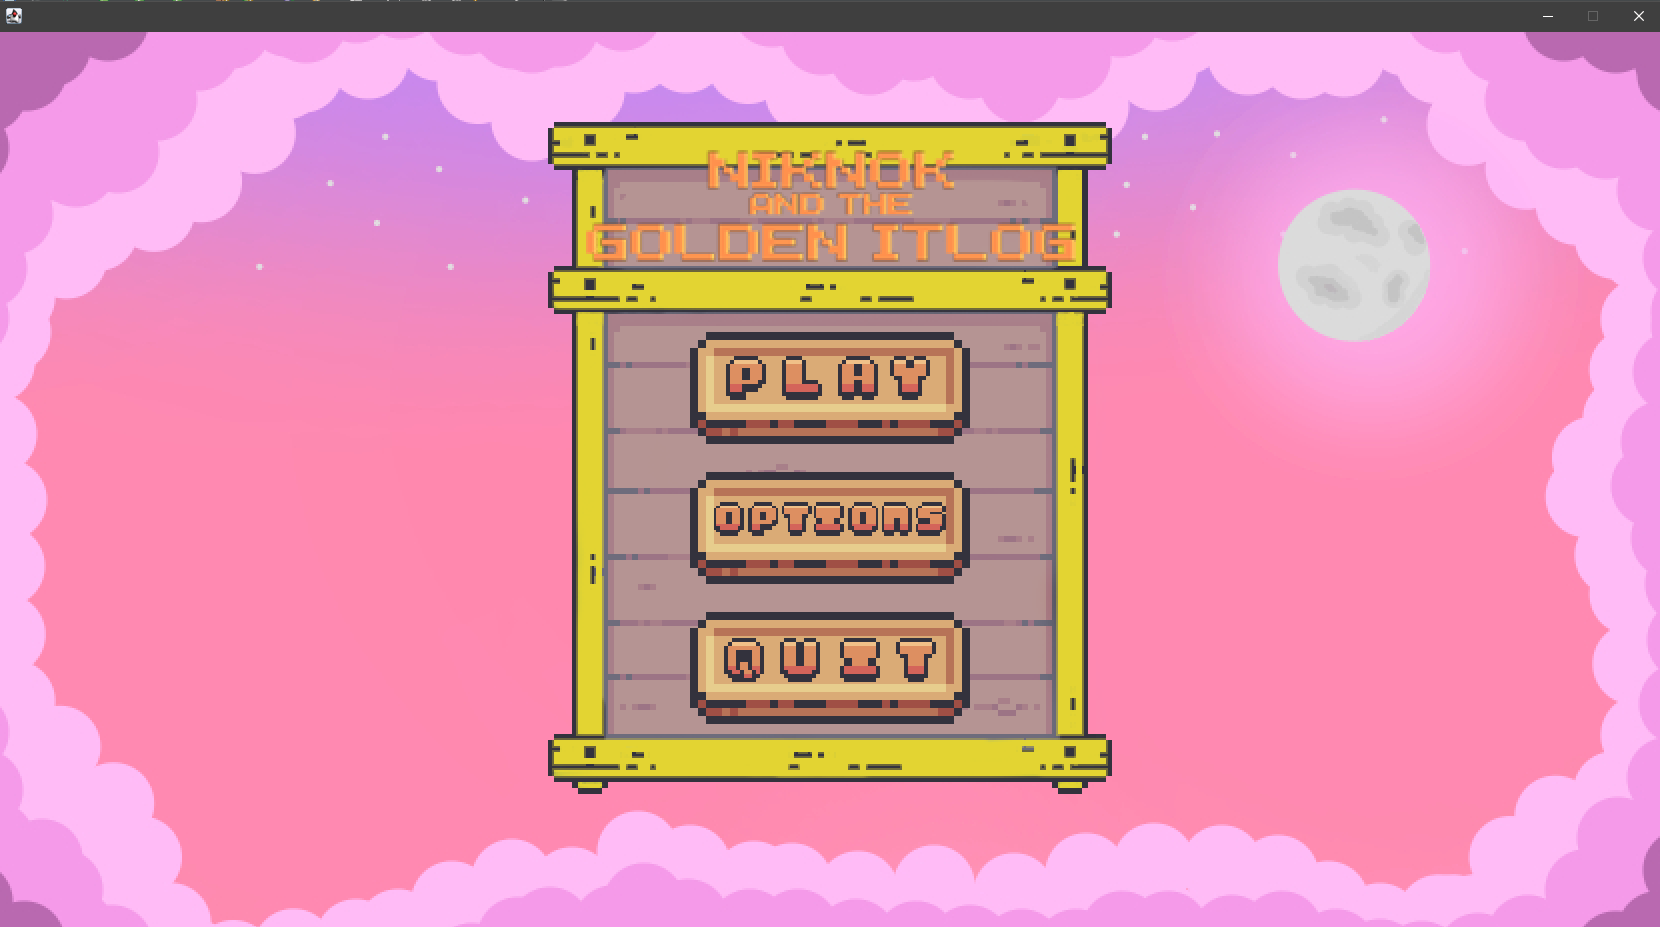 NIKNOK
AND THE
GOLDEN ITLOG
PLAY
OPTIONS
QUIT